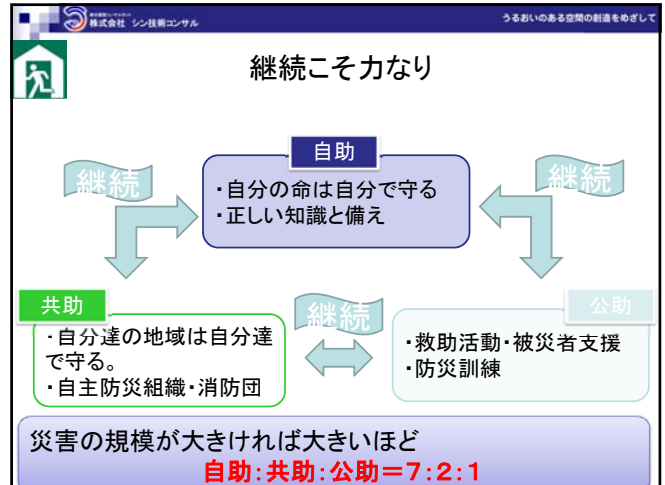 株式会社 シン技術コンサル
うるおいのある空間の創造をめざして
継続こそ力なり
自助
継続
継続
・自分の命は自分で守る
・正しい知識と備え
共助
継続
公助
・自分達の地域は自分達
で守る。
・自主防災組織・消防団
・救助活動・被災者支援
・防災訓練
災害の規模が大きければ大きいほど
自助：共助：公助＝7：2：1